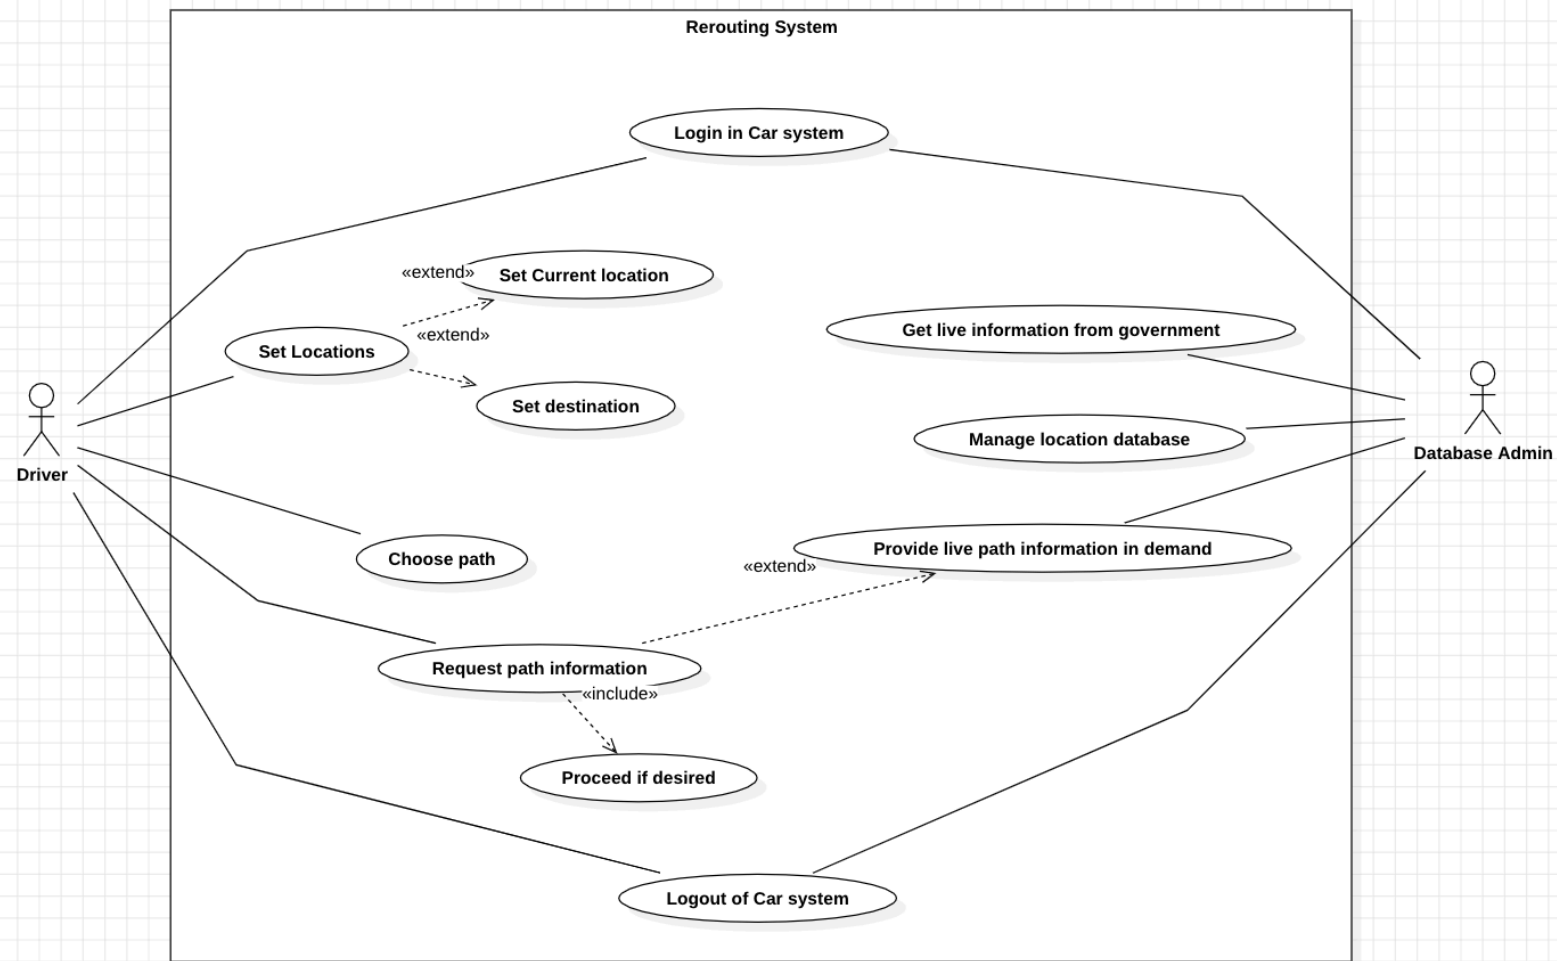 Rerouting System
Login in Car system
«extend»
Set Current location
«extend»
Get live information from government
Set Locations
Set destination
Manage location database
Driver
Database Admin
Choose path
Provide live path information in demand
«extend»
Request path information
«include»
Proceed if desired
Logout of Car system